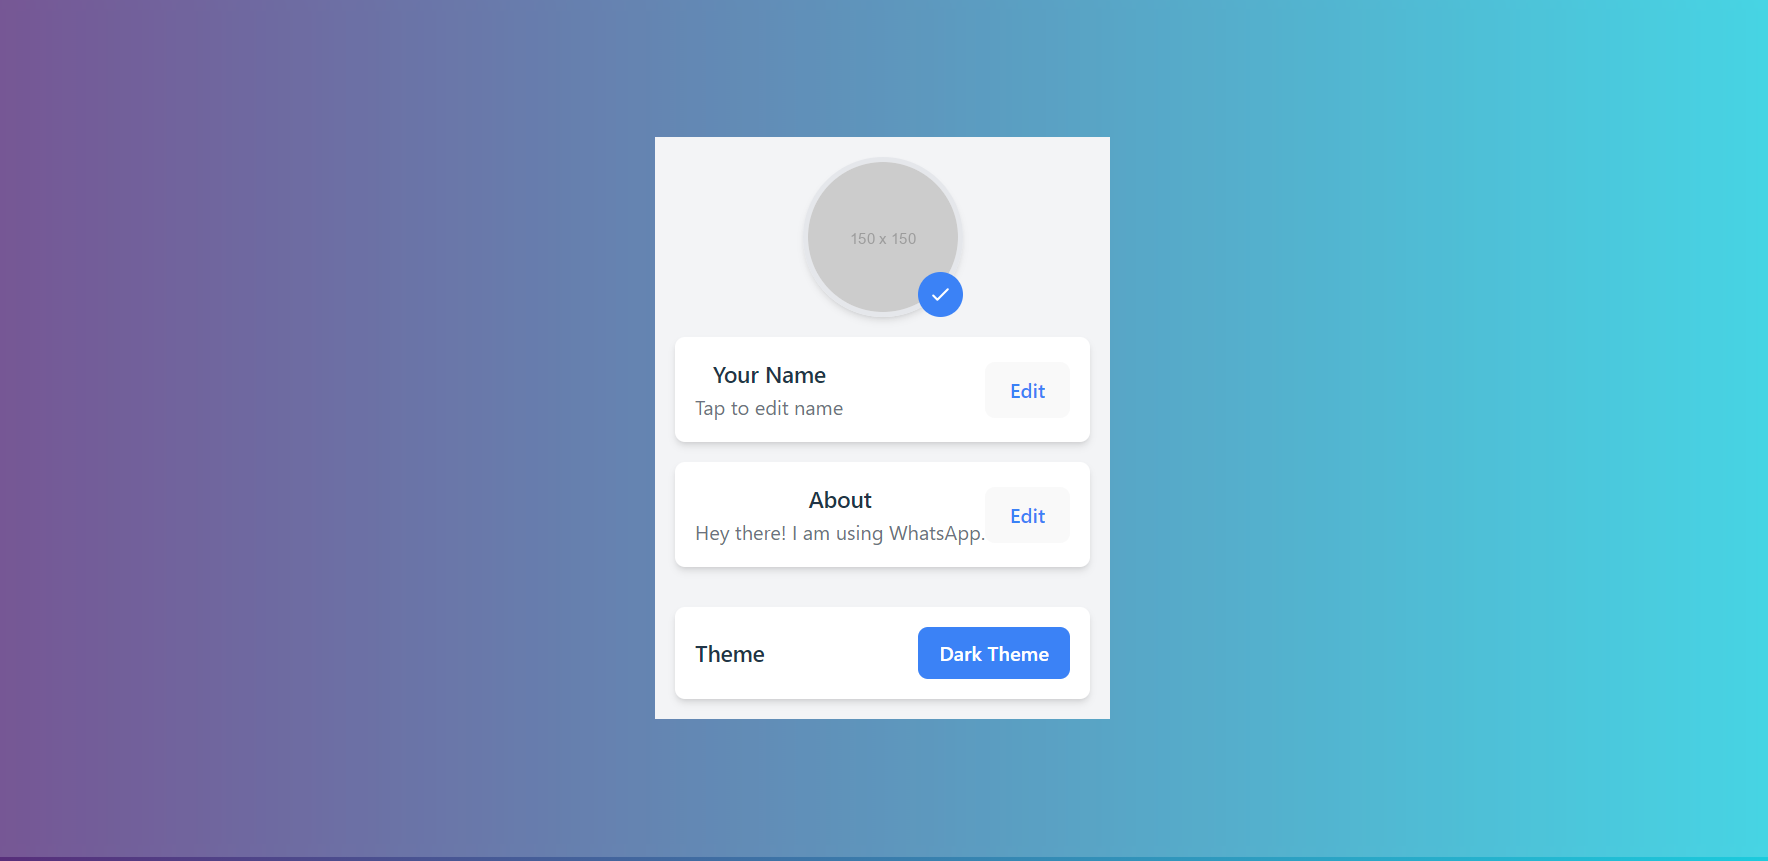 150 x 150
Your Name
Tap to edit name
Edit
About
Hey there! I am using WhatsApp.
Edit
Theme
Dark Theme